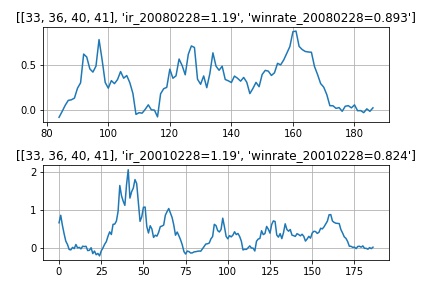 [[33, 36, 40, 41], 'ir_20080228=1.19', 'winrate_20080228=0.893']
0.5
0.0
80 100 120 140 160 180
[[33, 36, 40, 41], 'ir_20010228=1.19', 'winrate_20010228=0.824']
2
1
0
0 25 50 75 100 125 150 175